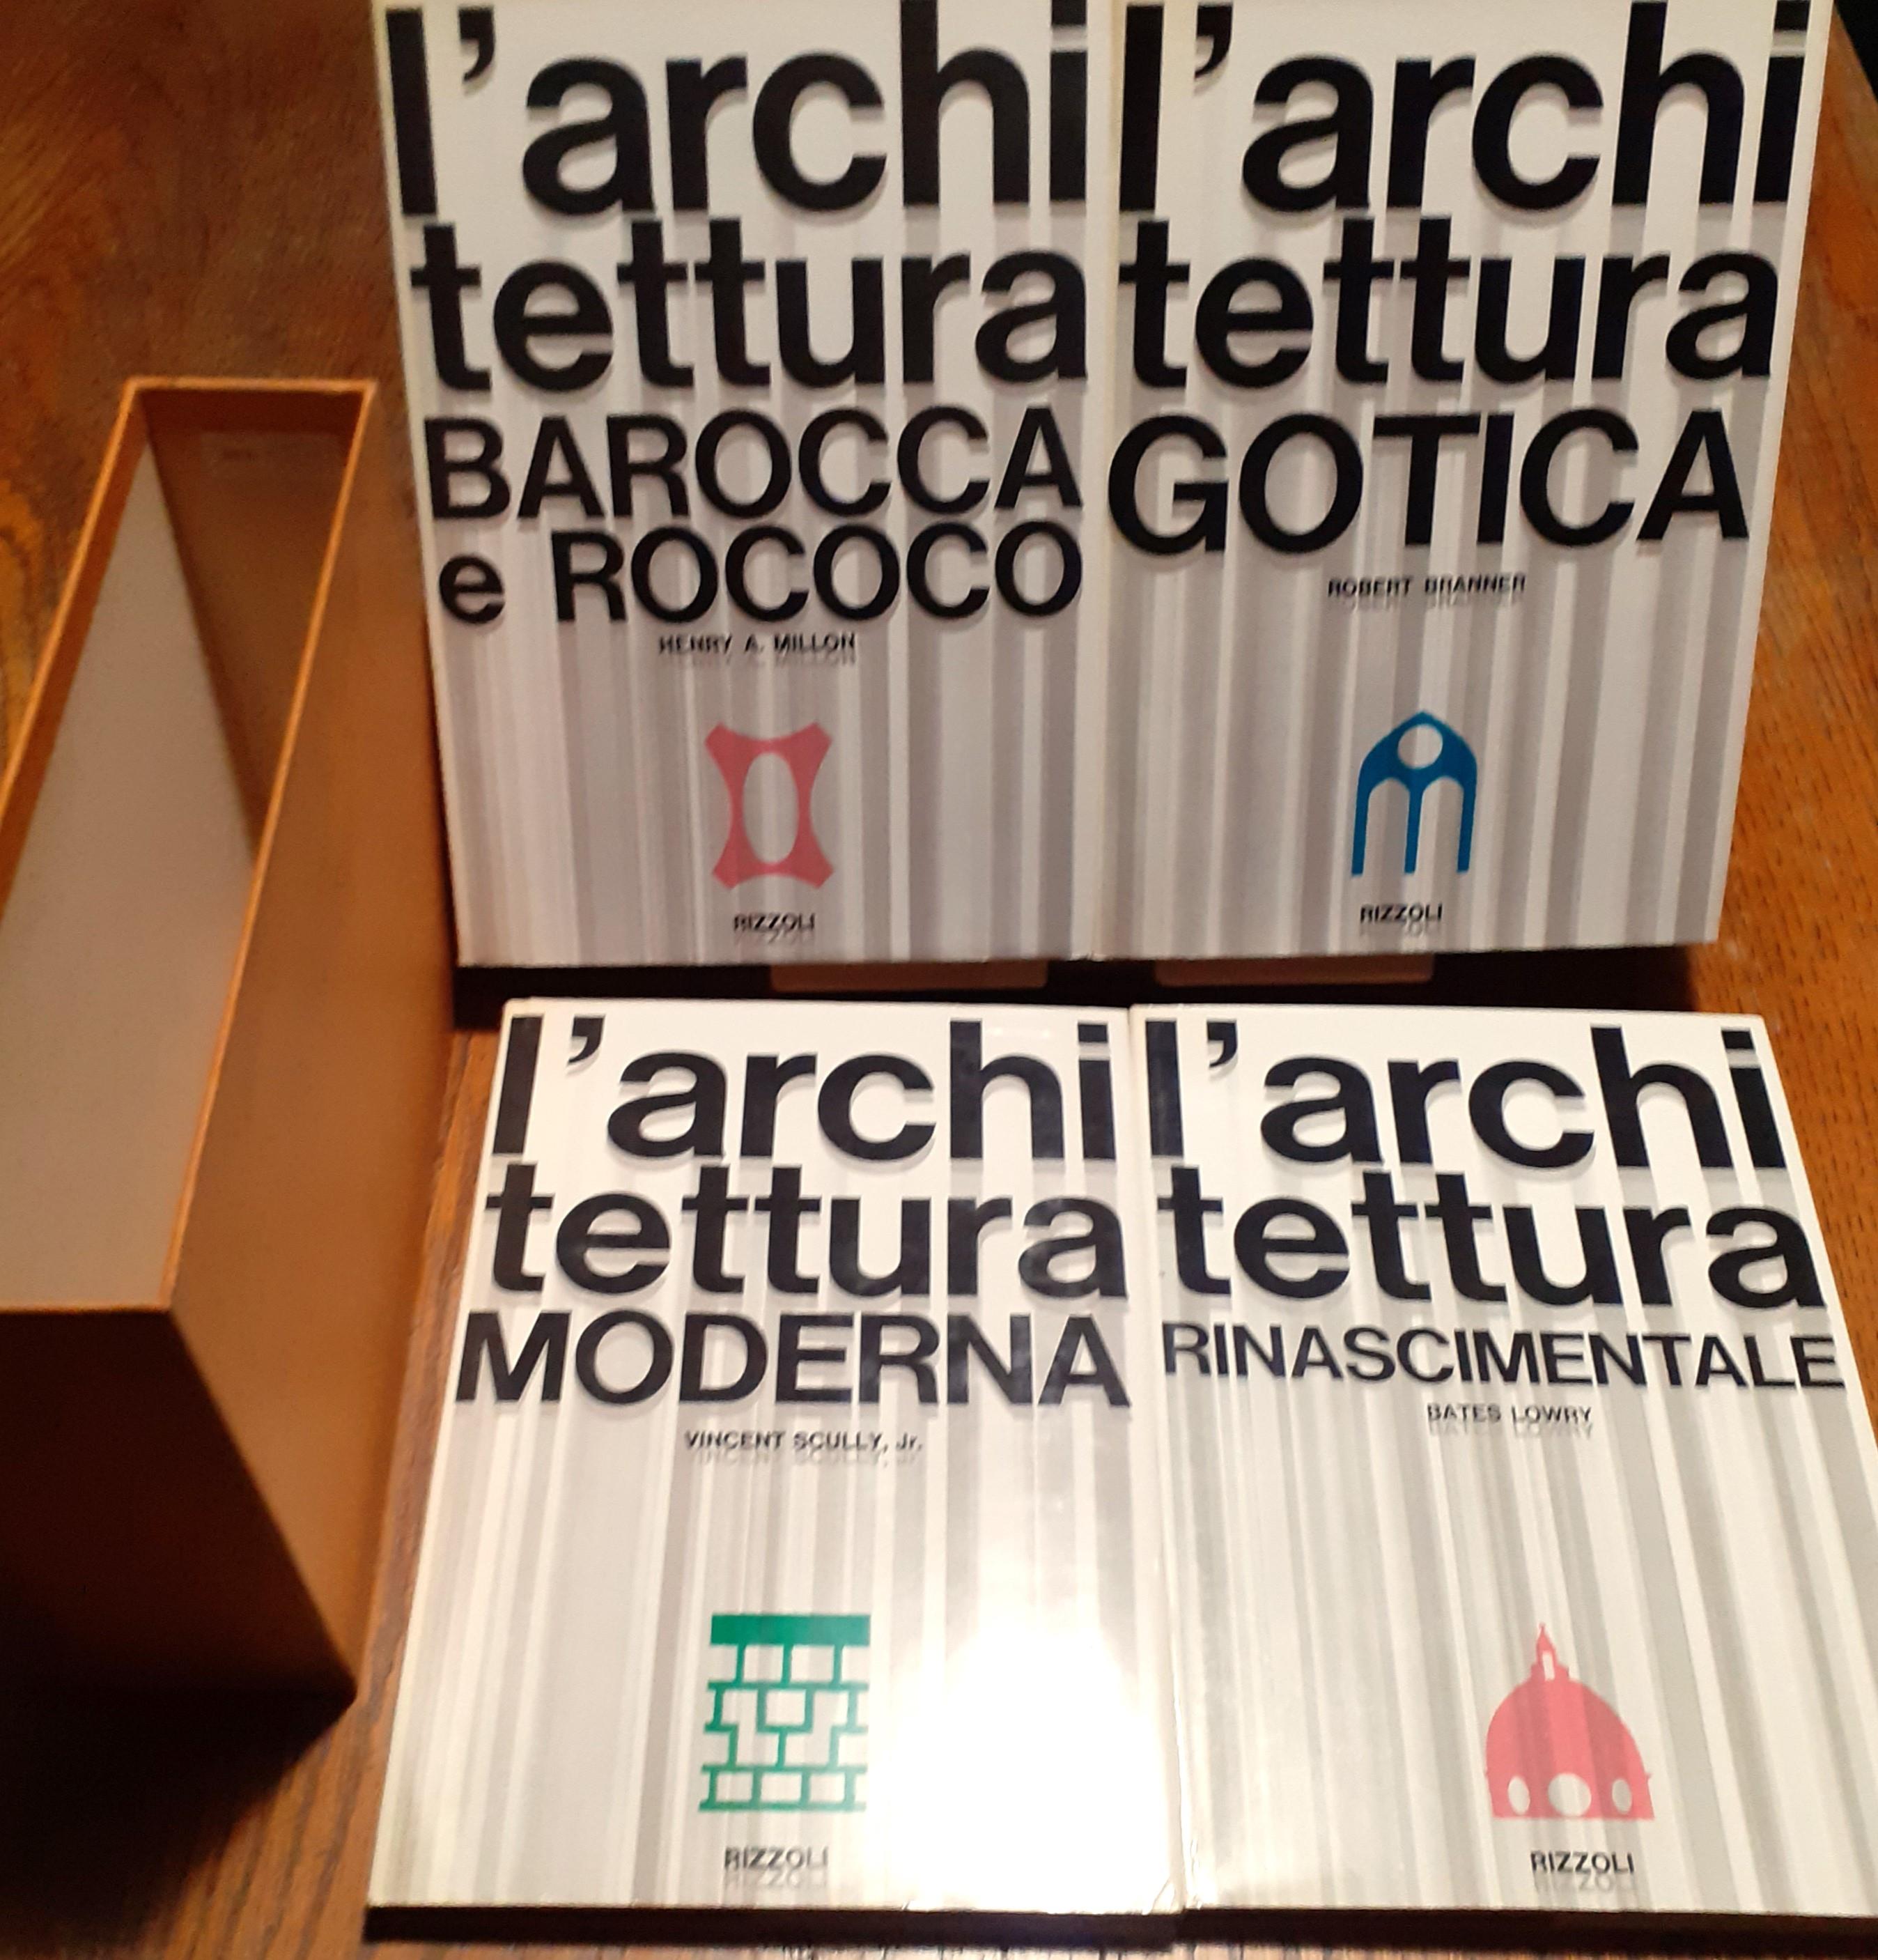 l'archi
tettura
BAROCCA
e ROCOCO
HENRY A. MILLON
RIZZOLI
l'archi
tettura
GOTICA
ROBERT BRANNER
RIZZOLI
l'archi
tettura
MODERNA
VINCENT SCULLY, Jr.
RIZZOLI
l'archi
tettura
RINASCIMENTALE
BATES LOWRY
RIZZOLI